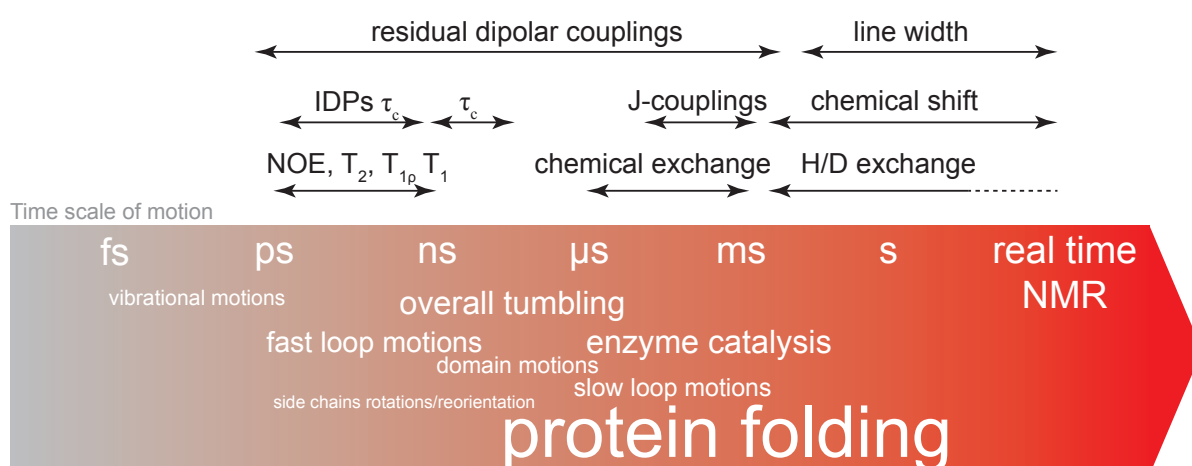 residual dipolar couplings line width
IDPs τc τc J-couplings chemical shift
NOE, T2, T1ρ T1 chemical exchange H/D exchange
Time scale of motion
fs ps ns µs ms s real time
NMR
vibrational motions
overall tumbling
fast loop motions enzyme catalysis
domain motions
slow loop motions
side chains rotations/reorientation
protein folding